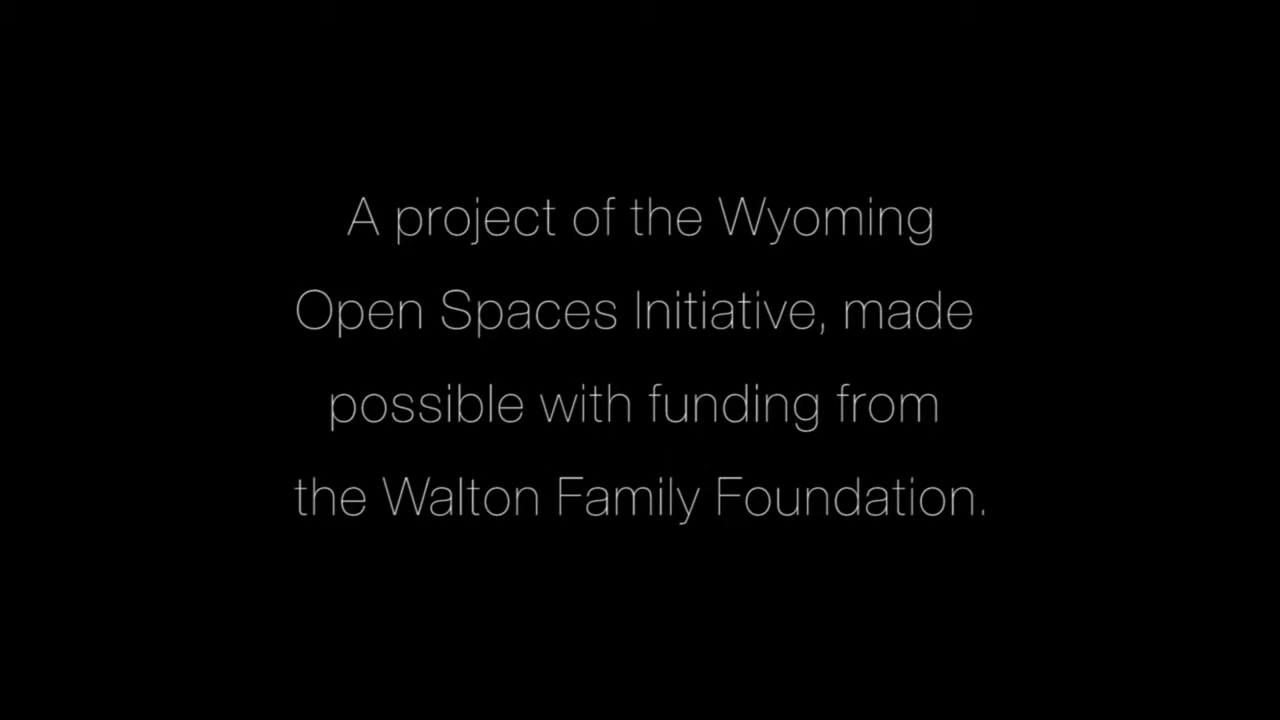 A project of the Wyoming
Open Spaces Initiative, made
possible with funding from
the Walton Family Foundation.